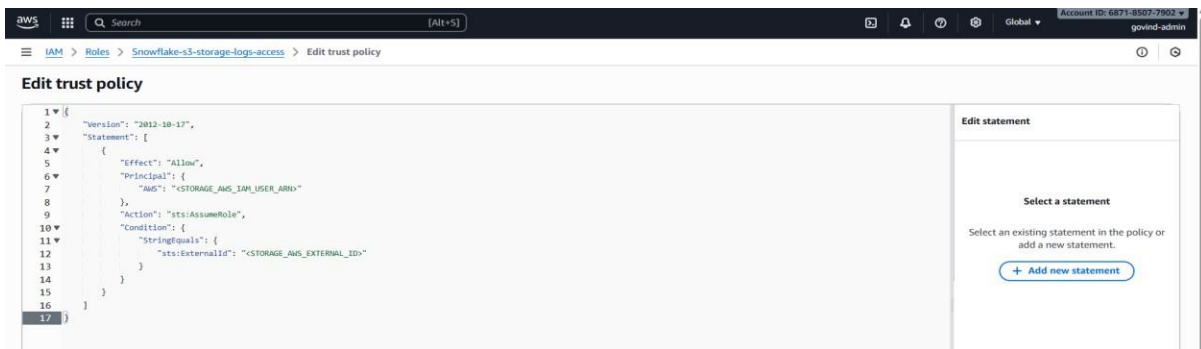 aws
Search
[Alt+S]
Global
Account ID: 6871-8507-7902
govind-admin
IAM > Roles > Snowflake-s3-storage-logs-access > Edit trust policy
Edit trust policy
1 {
2 "Version": "2012-10-17",
3 "Statement": [
4 {
5 "Effect": "Allow",
6 "Principal": {
7 "AWS": "<STORAGE_AWS_IAM_USER_ARN>"
8 },
9 "Action": "sts:AssumeRole",
10 "Condition": {
11 "StringEquals": {
12 "sts:ExternalId": "<STORAGE_AWS_EXTERNAL_ID>"
13 }
14 }
15 }
16 ]
17 }
Edit statement
Select a statement
Select an existing statement in the policy or
add a new statement.
+ Add new statement